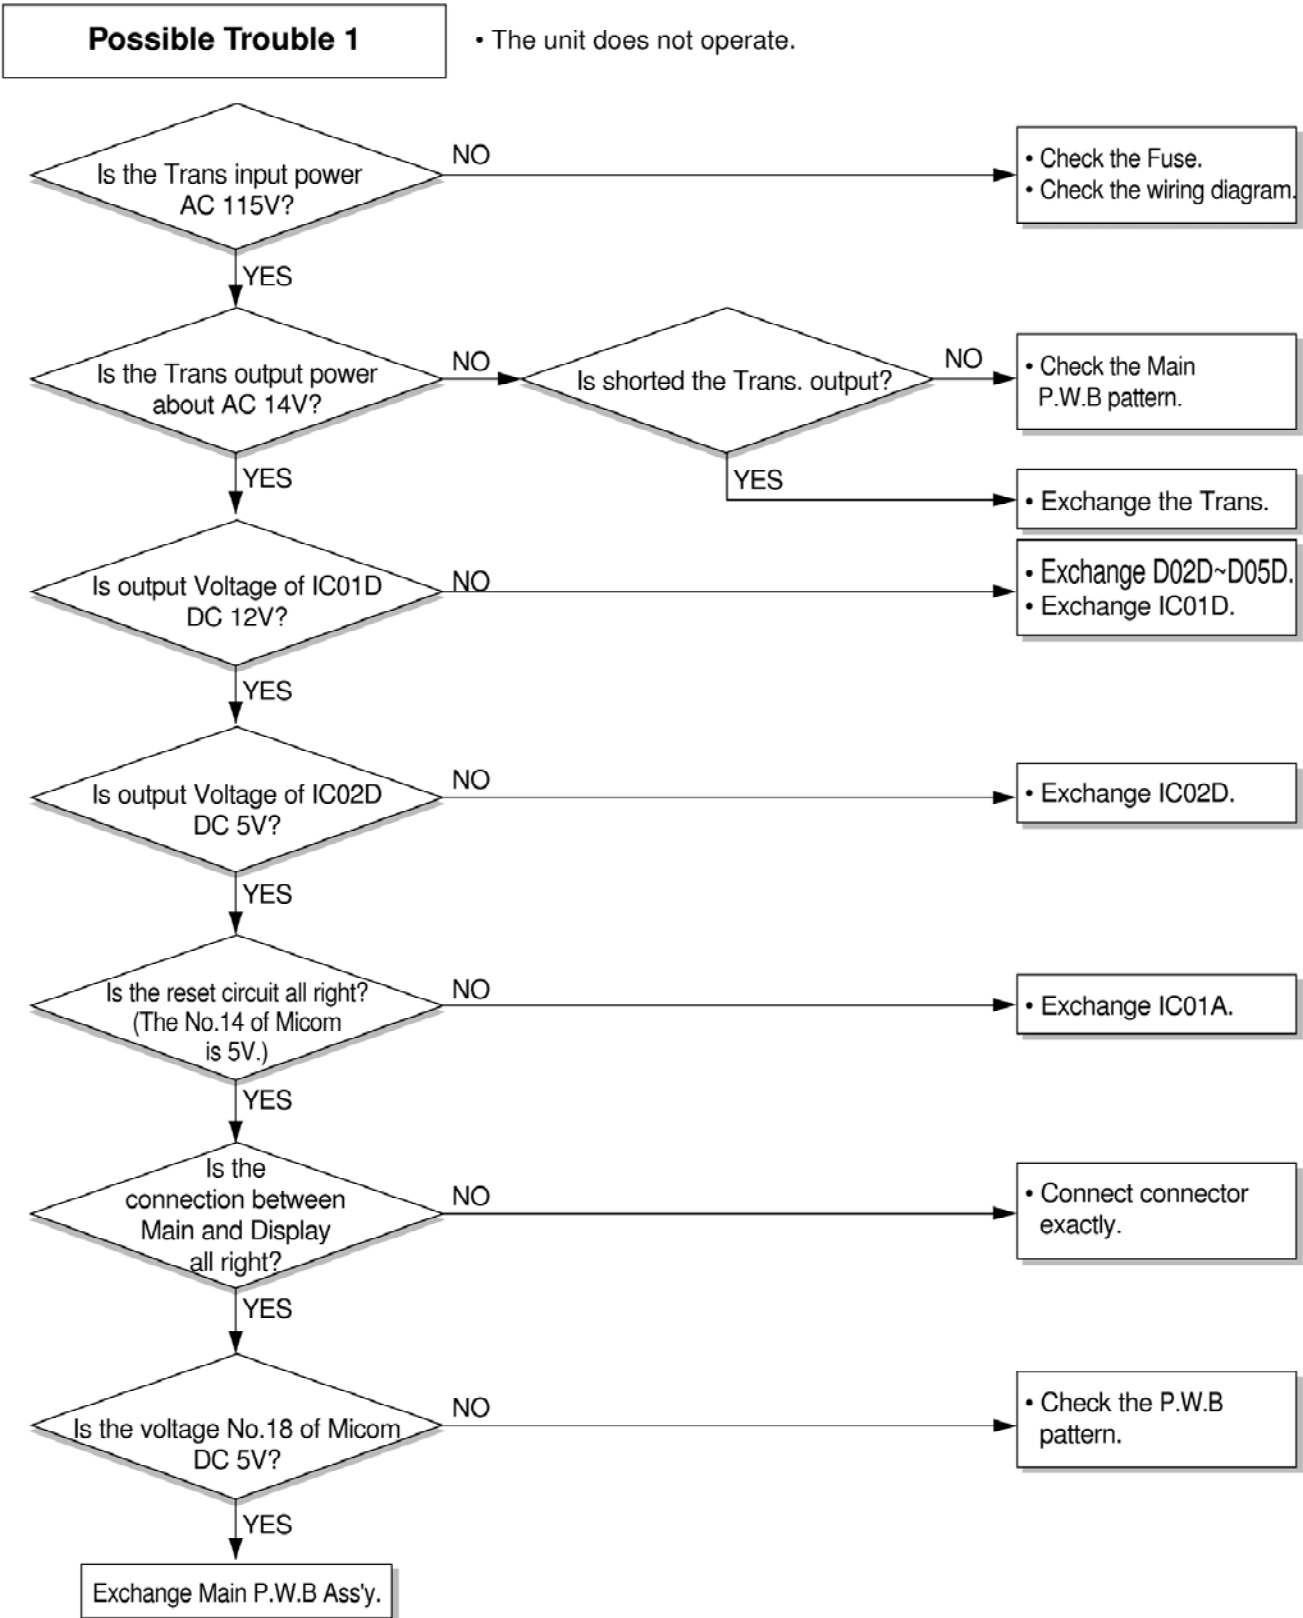 Possible Trouble 1
• The unit does not operate.
Is the Trans input power
AC 115V?
NO
• Check the Fuse.
• Check the wiring diagram.
YES
Is the Trans output power
about AC 14V?
NO
Is shorted the Trans. output?
NO
• Check the Main
P.W.B pattern.
YES
• Exchange the Trans.
YES
Is output Voltage of IC01D
DC 12V?
NO
• Exchange D02D~D05D.
• Exchange IC01D.
YES
Is output Voltage of IC02D
DC 5V?
NO
• Exchange IC02D.
YES
Is the reset circuit all right?
(The No.14 of Micom
is 5V.)
NO
• Exchange IC01A.
YES
Is the
connection between
Main and Display
all right?
NO
• Connect connector
exactly.
YES
Is the voltage No.18 of Micom
DC 5V?
NO
• Check the P.W.B
pattern.
YES
Exchange Main P.W.B Ass'y.